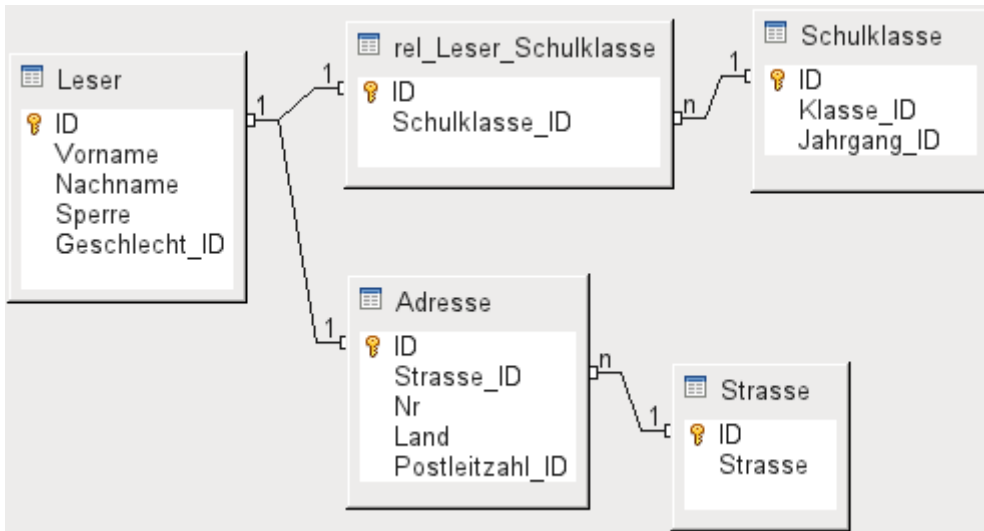 Leser
ID
Vorname
Nachname
Sperre
Geschlecht_ID
1
1
rel_Leser_Schulklasse
ID
Schulklasse_ID
n
1
Schulklasse
ID
Klasse_ID
Jahrgang_ID
1
Adresse
ID
Strasse_ID
Nr
Land
Postleitzahl_ID
n
1
Strasse
ID
Strasse